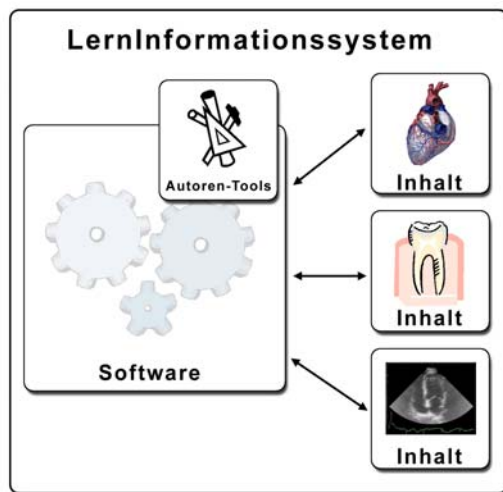 LernInformationssystem
Autoren-Tools
Software
Inhalt
Inhalt
Inhalt